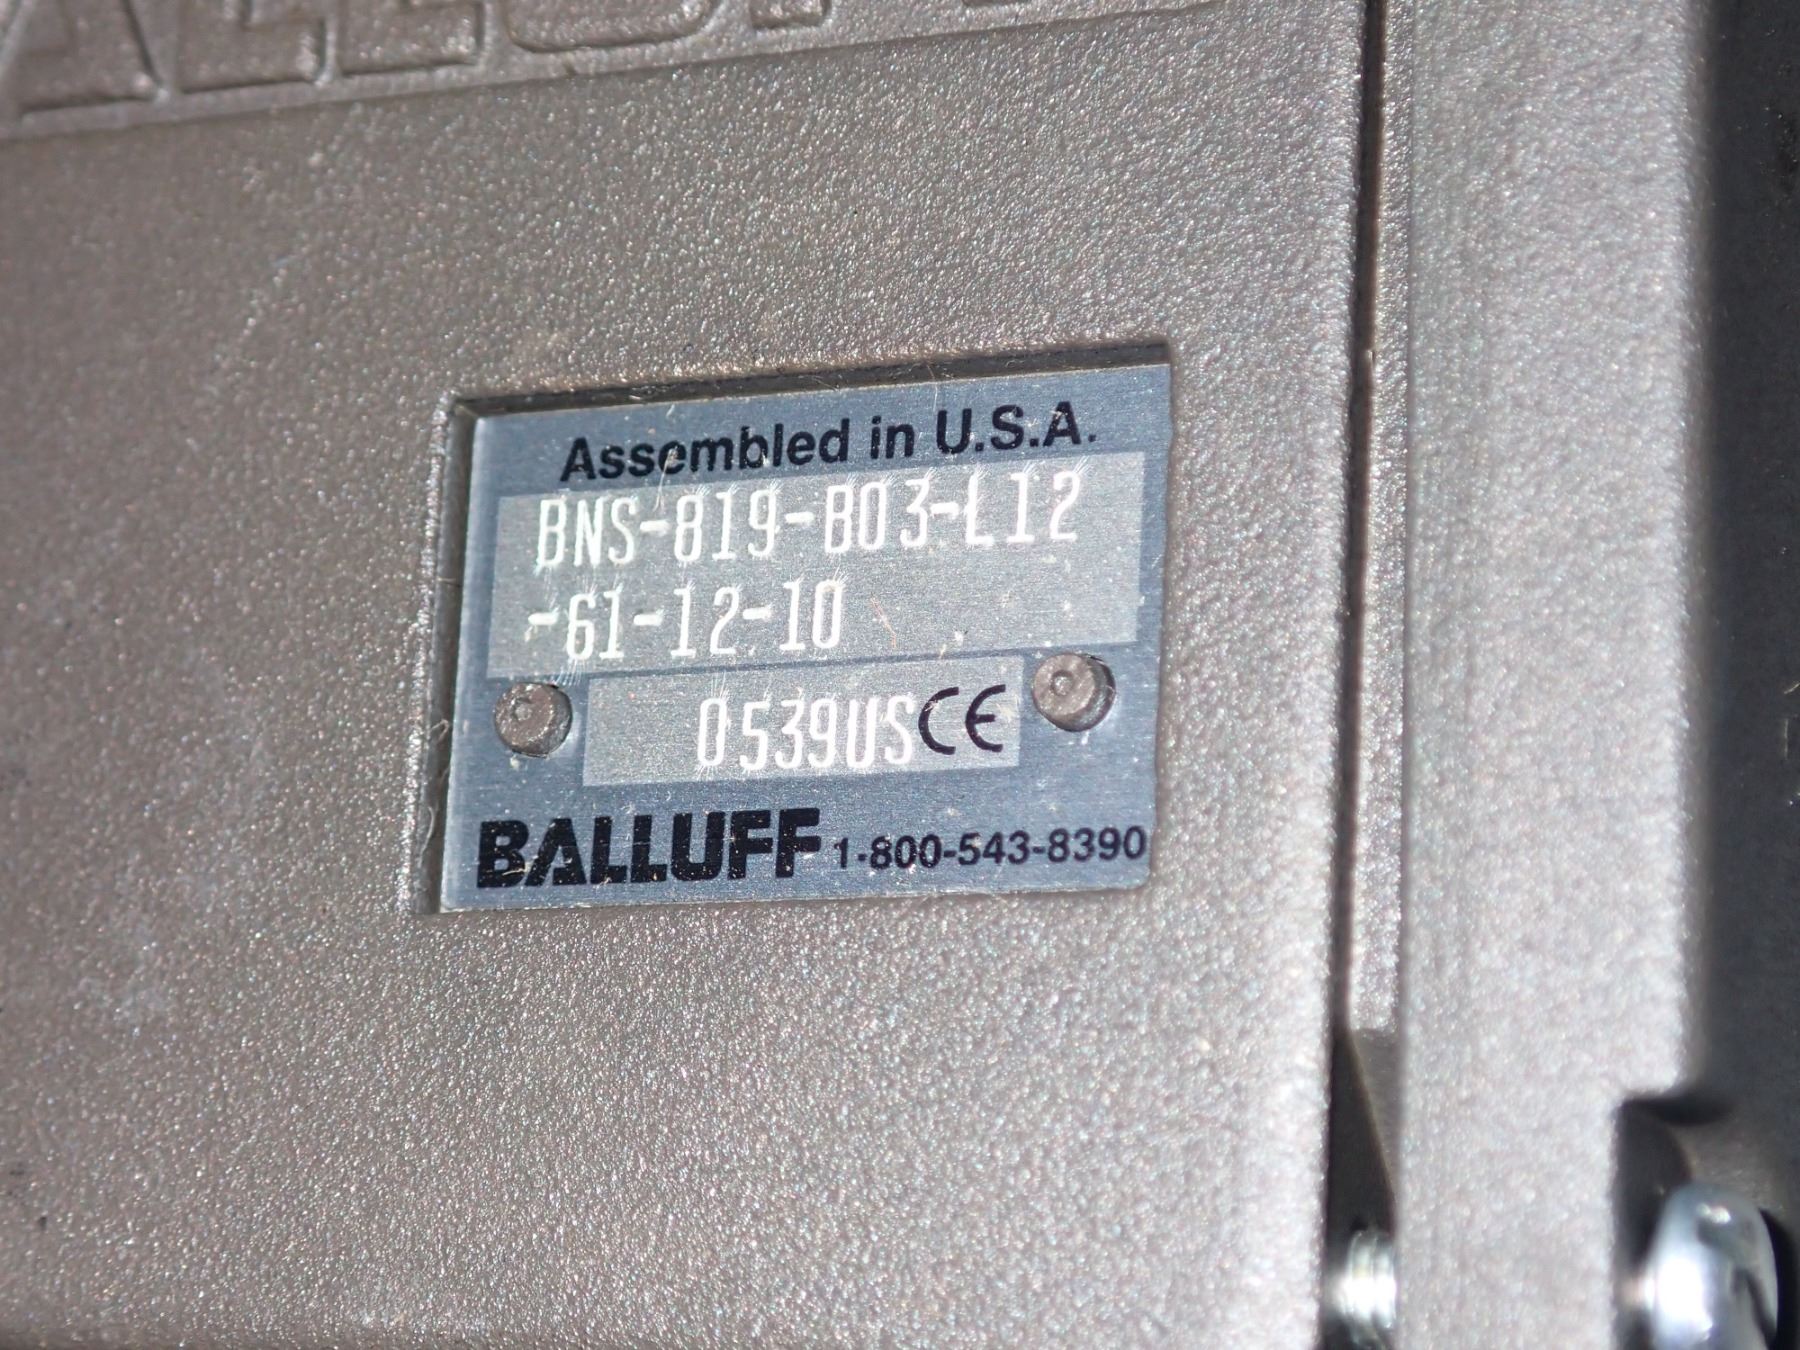 Assembled in U.S.A.
BNS-819-B03-L12
-61-12-10
0539US CE
BALLUFF 1-800-543-8390